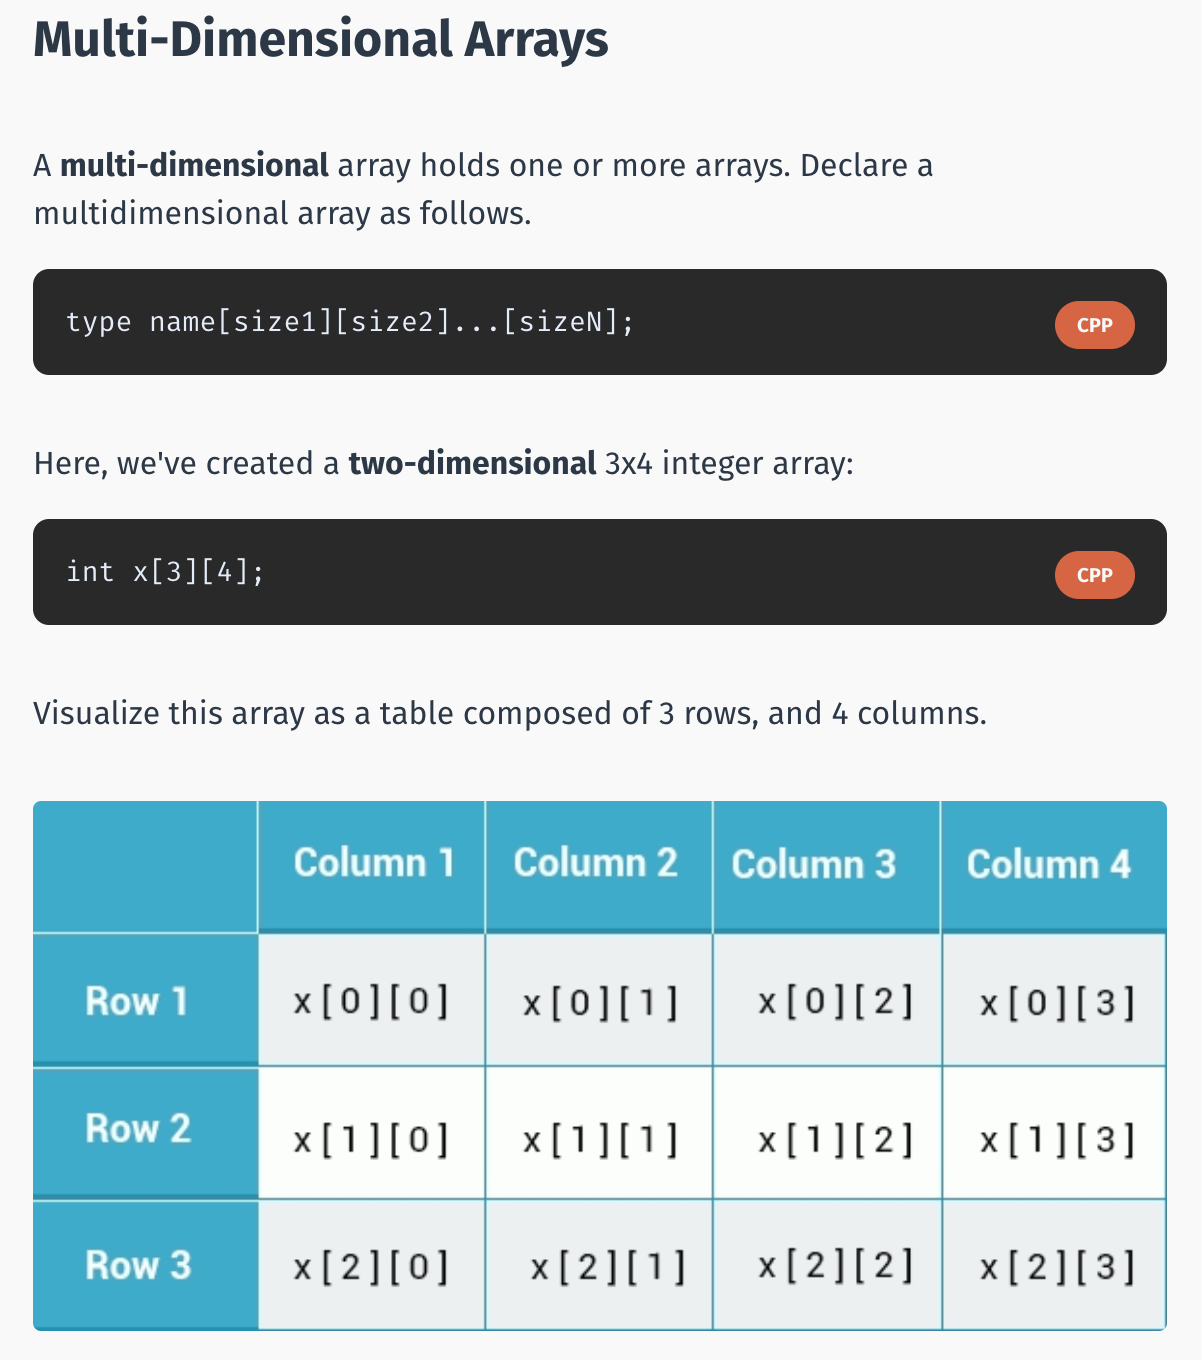 Multi-Dimensional Arrays
A multi-dimensional array holds one or more arrays. Declare a
multidimensional array as follows.
type name[size1][size2]...[sizeN];
CPP
Here, we've created a two-dimensional 3x4 integer array:
int x[3][4];
CPP
Visualize this array as a table composed of 3 rows, and 4 columns.
Column 1 Column 2 Column 3 Column 4
Row 1 x[0][0] x[0][1] x[0][2] x[0][3]
Row 2 x[1][0] x[1][1] x[1][2] x[1][3]
Row 3 x[2][0] x[2][1] x[2][2] x[2][3]